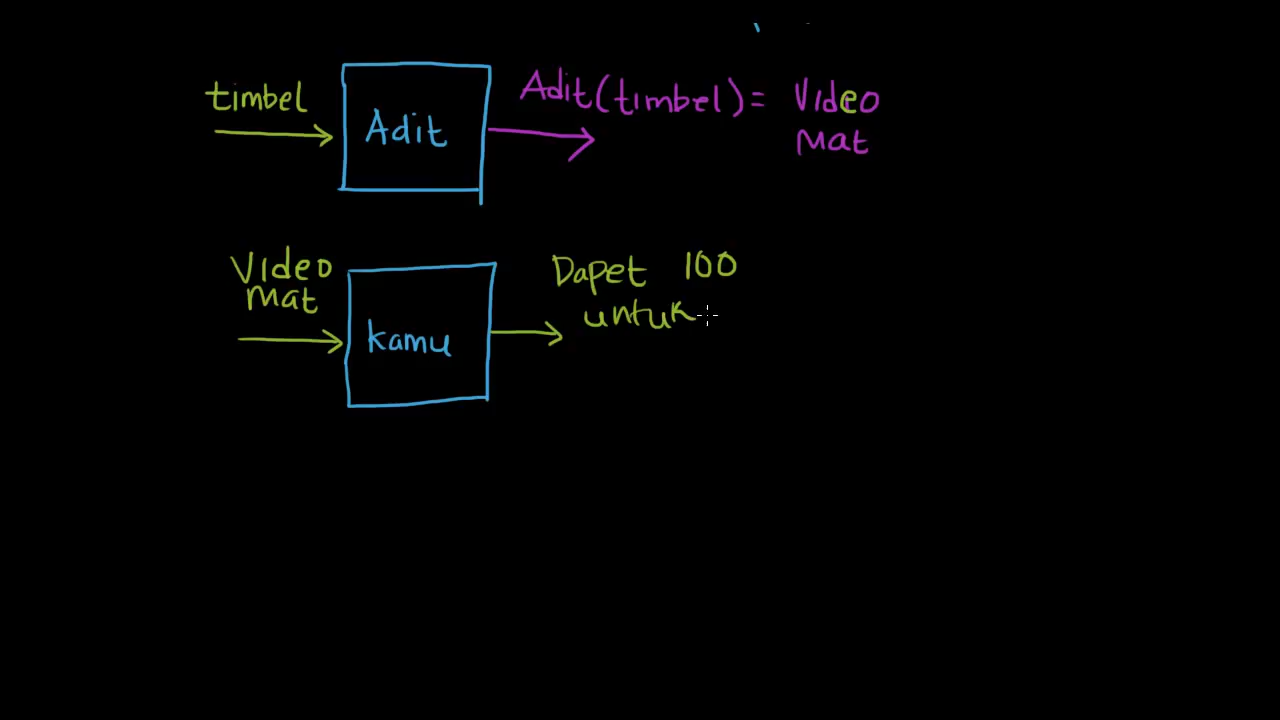 timbel
Adit
Adit(timbel) = Video
Mat
Video
Mat
kamu
Dapet 100
untuk